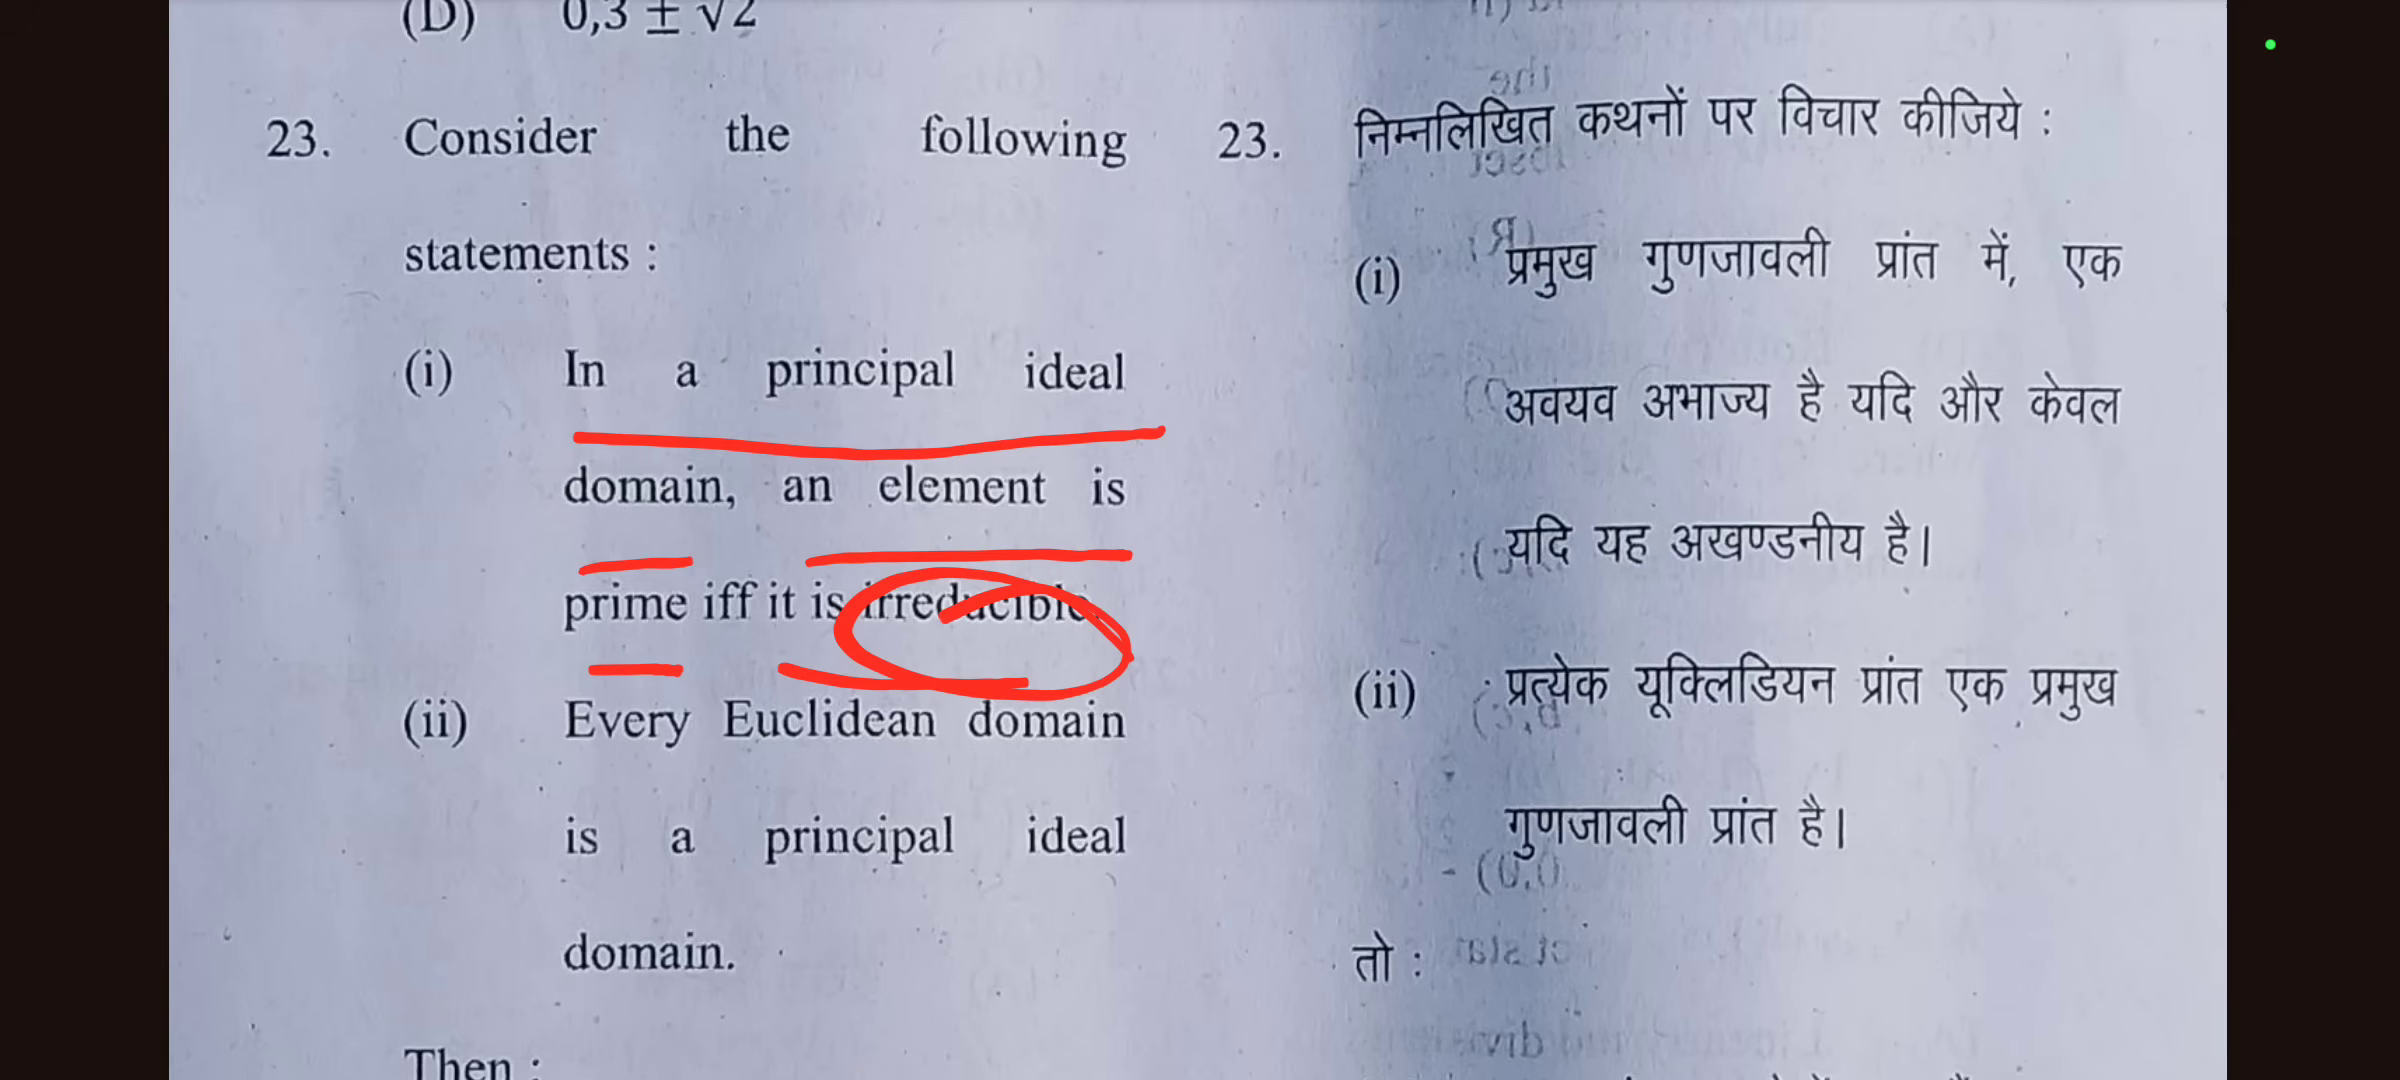 (D) 0,3 ± √2
23. Consider the following
statements :
(i) In a principal ideal
domain, an element is
prime iff it is irreducible.
(ii) Every Euclidean domain
is a principal ideal
domain.
Then :
23. निम्नलिखित कथनों पर विचार कीजिये :
(i) प्रमुख गुणजावली प्रांत में, एक
अवयव अभाज्य है यदि और केवल
यदि यह अखण्डनीय है।
(ii) प्रत्येक यूक्लिडियन प्रांत एक प्रमुख
गुणजावली प्रांत है।
तो :